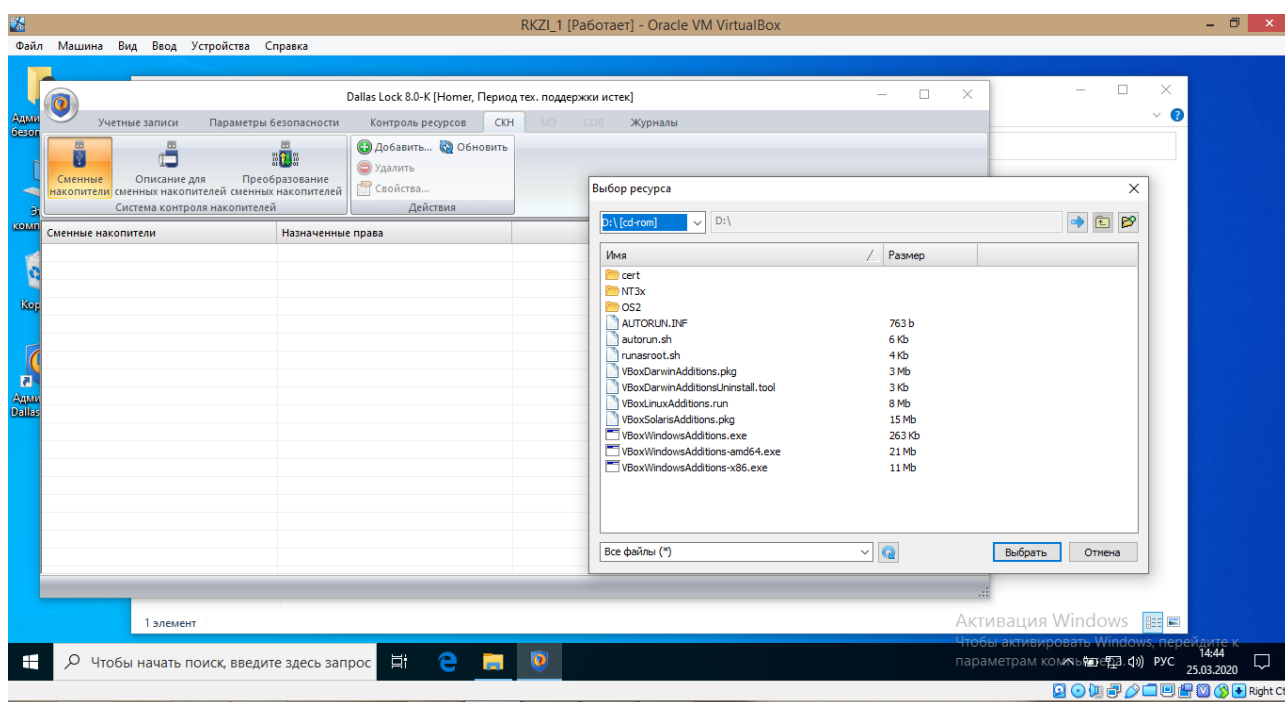 RKZI_1 [Работает] - Oracle VM VirtualBox
Файл Машина Вид Ввод Устройства Справка
Dallas Lock 8.0-K [Homer, Период тех. поддержки истек]
Учетные записи Параметры безопасности Контроль ресурсов СКН МЭ СОВ Журналы
Сменные накопители
Описание для сменных накопителей
Преобразование сменных накопителей
Система контроля накопителей
Добавить... Обновить
Удалить
Свойства...
Действия
Сменные накопители Назначенные права
Выбор ресурса
D:\ [cd-rom] D:\
Имя Размер
cert
NT3x
OS2
AUTORUN.INF 763 b
autorun.sh 6 Kb
runasroot.sh 4 Kb
VBoxDarwinAdditions.pkg 3 Mb
VBoxDarwinAdditionsUninstall.tool 3 Kb
VBoxLinuxAdditions.run 8 Mb
VBoxSolarisAdditions.pkg 15 Mb
VBoxWindowsAdditions.exe 263 Kb
VBoxWindowsAdditions-amd64.exe 21 Mb
VBoxWindowsAdditions-x86.exe 11 Mb
Все файлы (*) Выбрать Отмена
1 элемент
Активация Windows
Чтобы активировать Windows, перейдите к
параметрам
Чтобы начать поиск, введите здесь запрос
РУС
14:44
25.03.2020
Right Ct